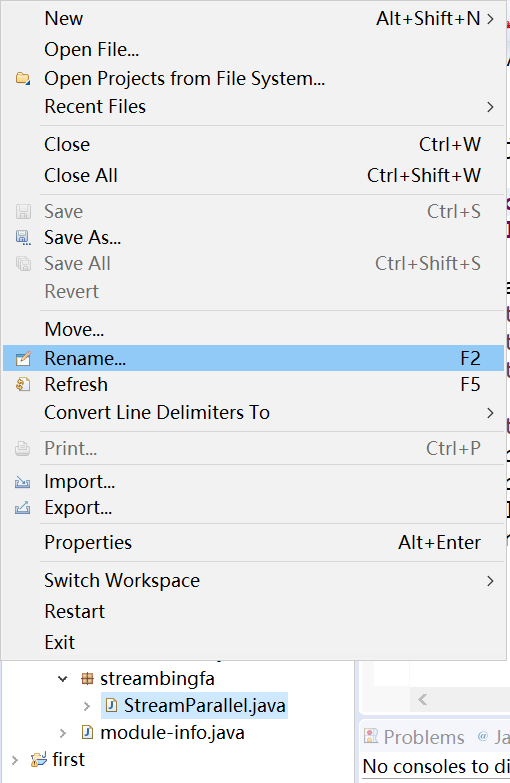 New Alt+Shift+N
Open File...
Open Projects from File System...
Recent Files
Close Ctrl+W
Close All Ctrl+Shift+W
Save Ctrl+S
Save As...
Save All Ctrl+Shift+S
Revert
Move...
Rename... F2
Refresh F5
Convert Line Delimiters To
Print... Ctrl+P
Import...
Export...
Properties Alt+Enter
Switch Workspace
Restart
Exit
streambingfa
StreamParallel.java
module-info.java
first
Problems @ Ja
No consoles to di